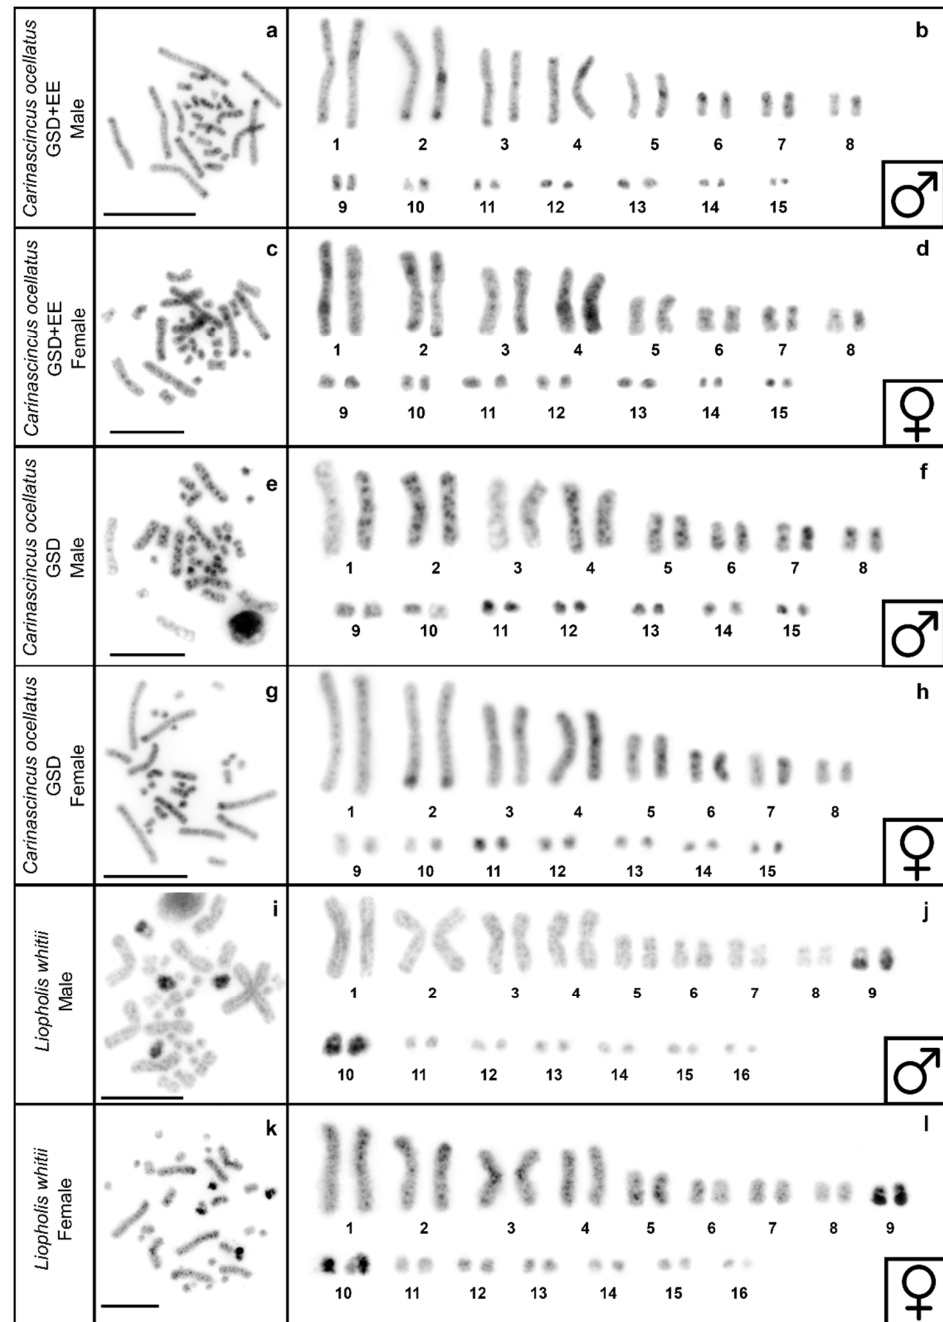 Carinascincus ocellatus
GSD+EE
Male
a
b
1 2 3 4 5 6 7 8
9 10 11 12 13 14 15
♂
Carinascincus ocellatus
GSD+EE
Female
c
d
1 2 3 4 5 6 7 8
9 10 11 12 13 14 15
♀
Carinascincus ocellatus
GSD
Male
e
f
1 2 3 4 5 6 7 8
9 10 11 12 13 14 15
♂
Carinascincus ocellatus
GSD
Female
g
h
1 2 3 4 5 6 7 8
9 10 11 12 13 14 15
♀
Liopholis whitii
Male
i
j
1 2 3 4 5 6 7 8 9
10 11 12 13 14 15 16
♂
Liopholis whitii
Female
k
l
1 2 3 4 5 6 7 8 9
10 11 12 13 14 15 16
♀